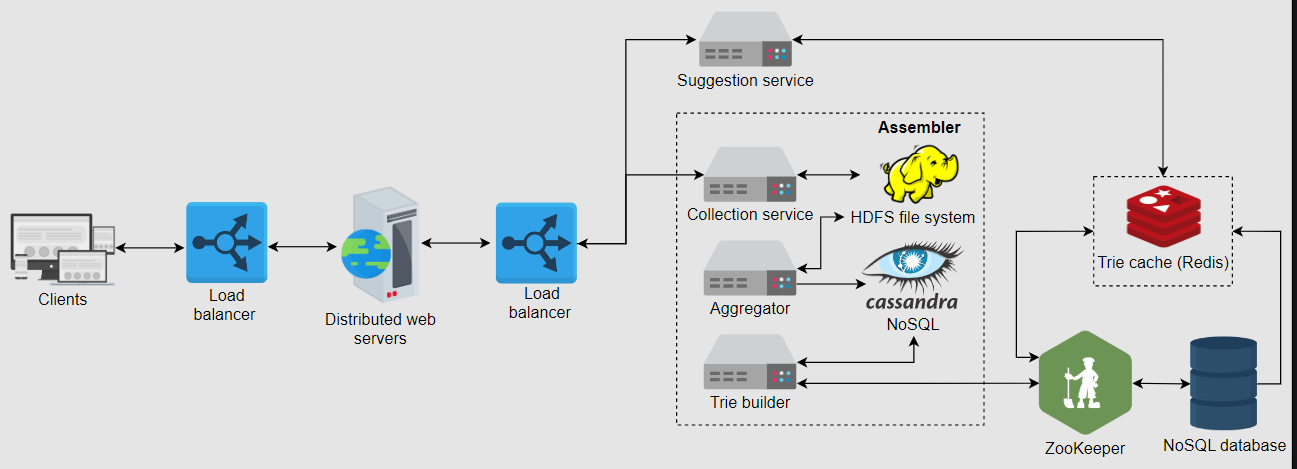 Suggestion service
Assembler
Collection service
HDFS file system
Clients
Load
balancer
Distributed web
servers
Load
balancer
Aggregator
cassandra
NoSQL
Trie builder
Trie cache (Redis)
ZooKeeper
NoSQL database